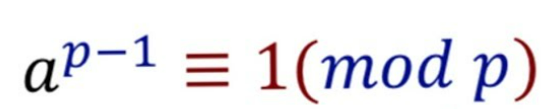 a^{p-1} ≡ 1(mod p)